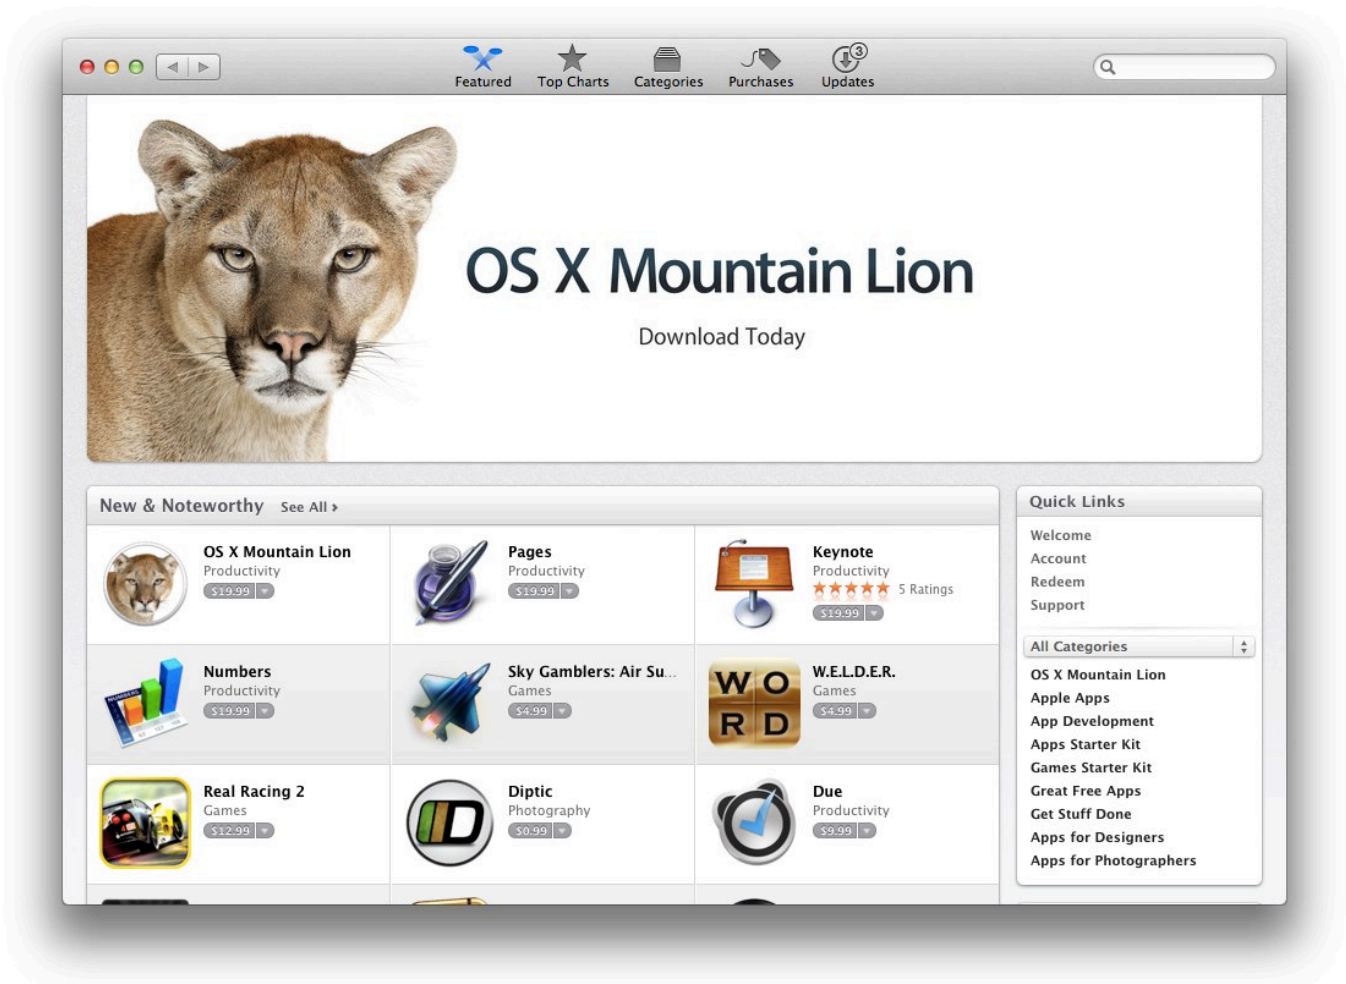 3
Featured
Top Charts
Categories
Purchases
Updates
OS X Mountain Lion
Download Today
New & Noteworthy See All ›
OS X Mountain Lion
Productivity
$19.99
Pages
Productivity
$19.99
Keynote
Productivity
5 Ratings
$19.99
NUMBERS
Numbers
Productivity
$19.99
Sky Gamblers: Air Su...
Games
$4.99
WO
RD
W.E.L.D.E.R.
Games
$4.99
Real Racing 2
Games
$12.99
D
Diptic
Photography
$0.99
Due
Productivity
$9.99
Quick Links
Welcome
Account
Redeem
Support
All Categories
OS X Mountain Lion
Apple Apps
App Development
Apps Starter Kit
Games Starter Kit
Great Free Apps
Get Stuff Done
Apps for Designers
Apps for Photographers